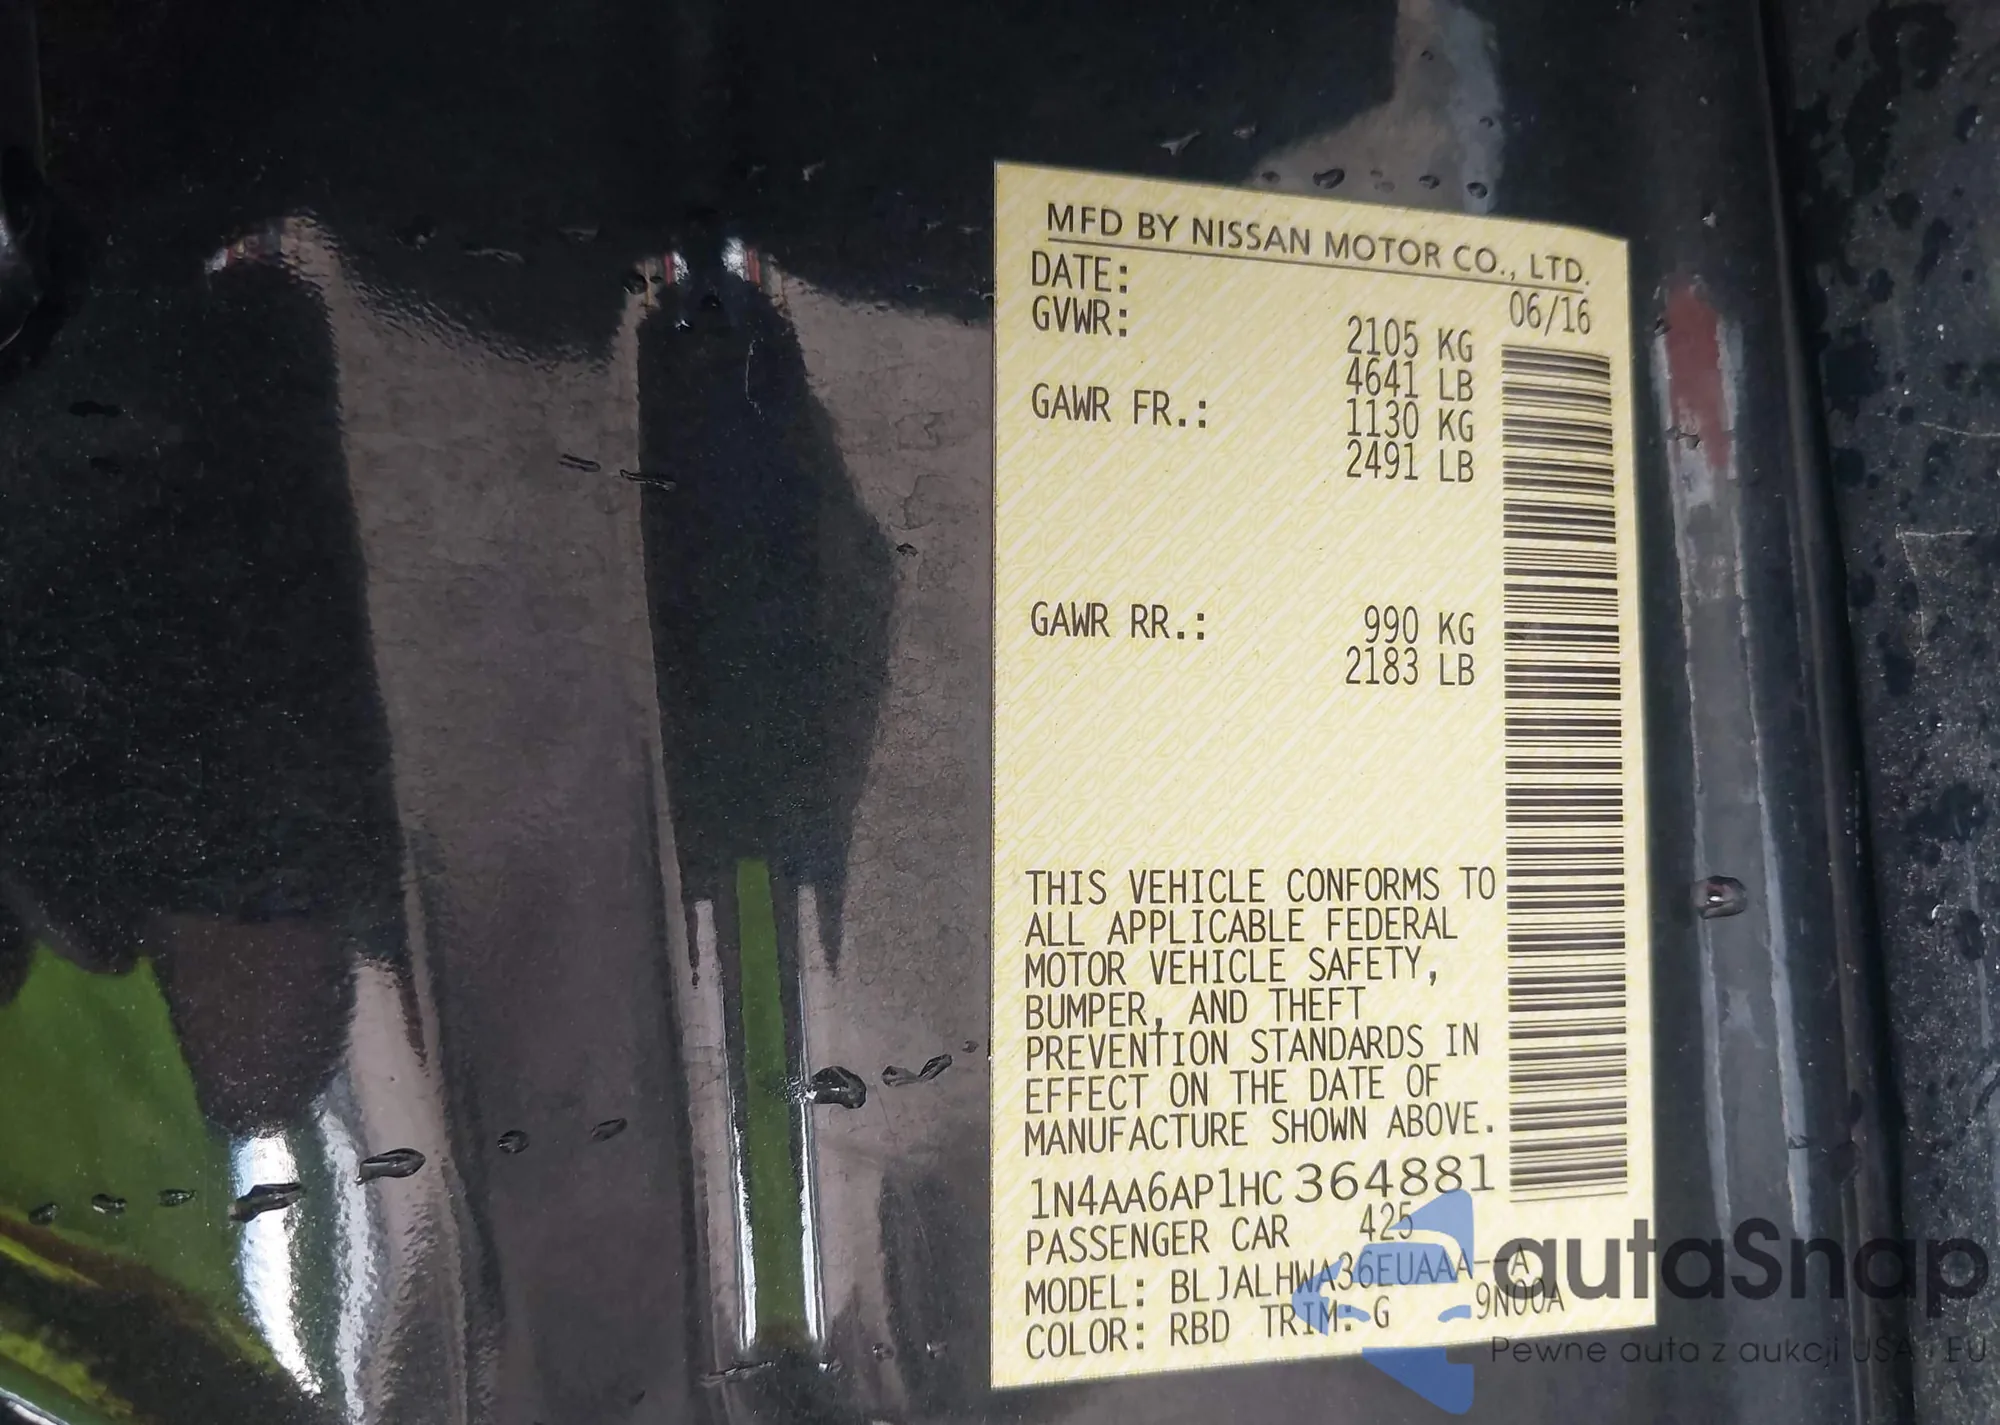 MFD BY NISSAN MOTOR CO., LTD.
DATE: 06/16
GVWR: 2105 KG
4641 LB
GAWR FR.: 1130 KG
2491 LB
GAWR RR.: 990 KG
2183 LB
THIS VEHICLE CONFORMS TO
ALL APPLICABLE FEDERAL
MOTOR VEHICLE SAFETY,
BUMPER, AND THEFT
PREVENTION STANDARDS IN
EFFECT ON THE DATE OF
MANUFACTURE SHOWN ABOVE.
1N4AA6AP1HC364881
PASSENGER CAR 425
MODEL: BLJALHWA36EUAAA--A
COLOR: RBD TRIM: G 9N00A
autaSnap
Pewne auta z aukcji USA i EU